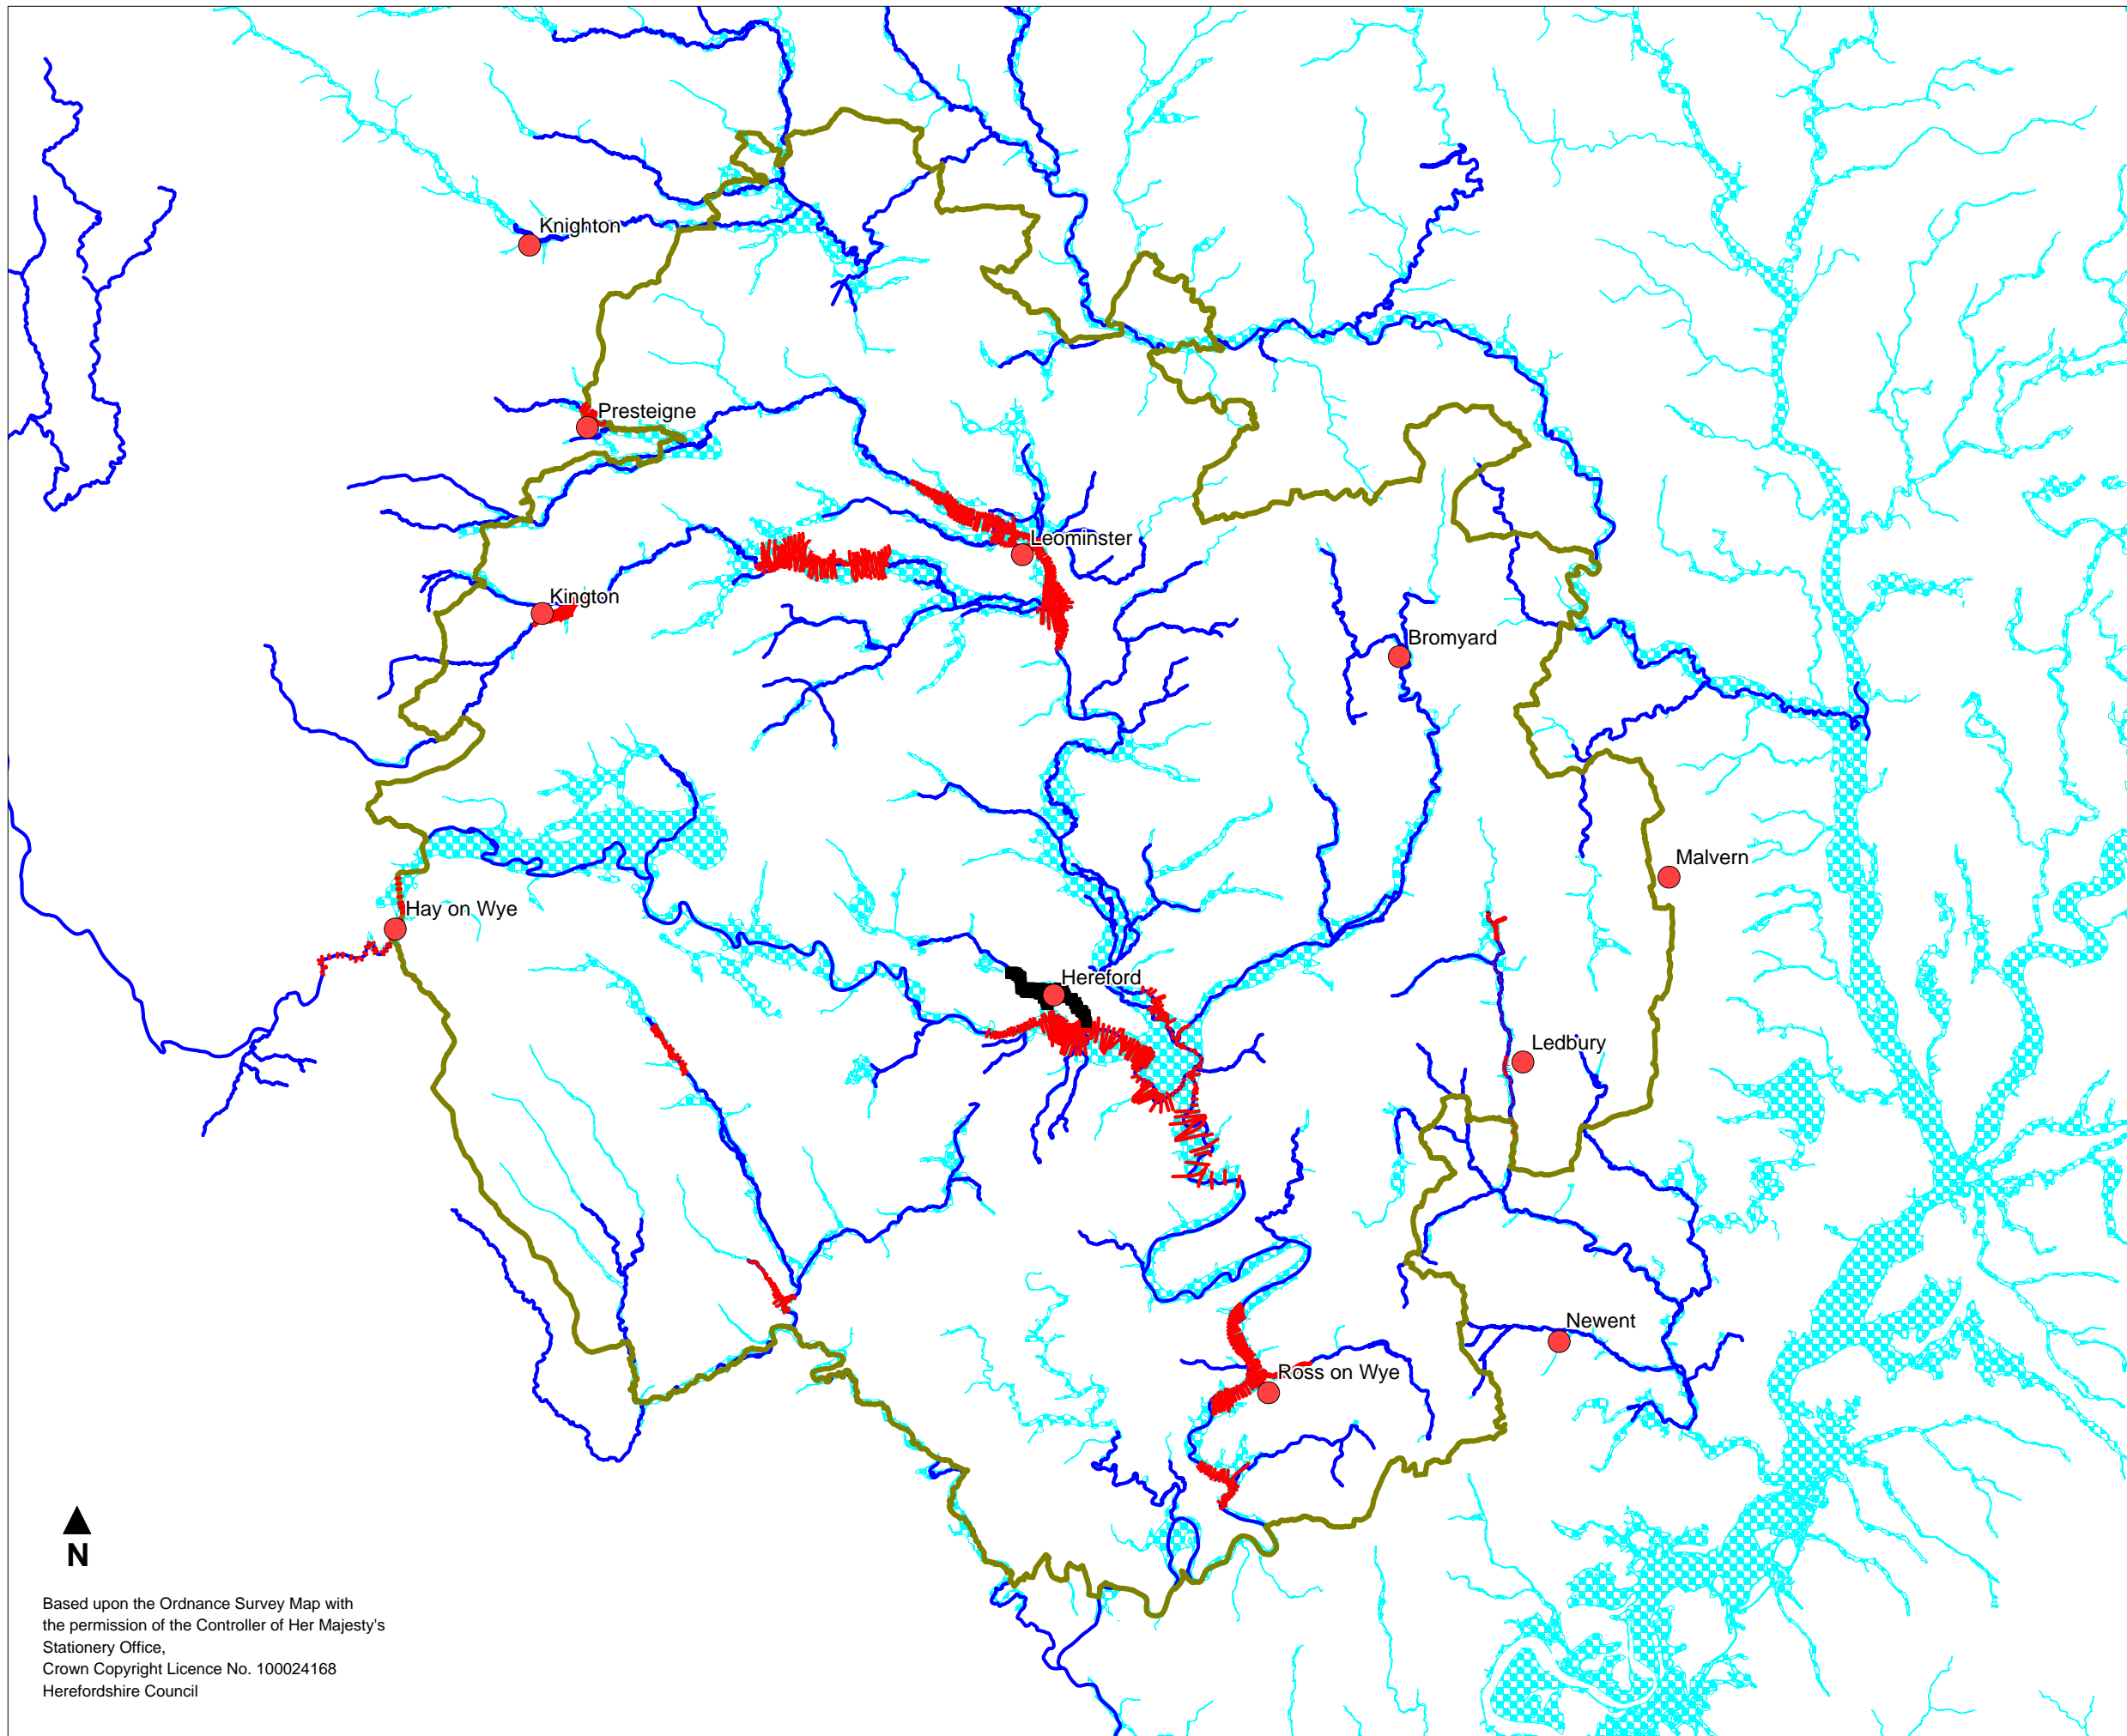 Knighton
Presteigne
Leominster
Kington
Bromyard
Malvern
Hay on Wye
Hereford
Ledbury
Newent
Ross on Wye
N
Based upon the Ordnance Survey Map with
the permission of the Controller of Her Majesty's
Stationery Office,
Crown Copyright Licence No. 100024168
Herefordshire Council